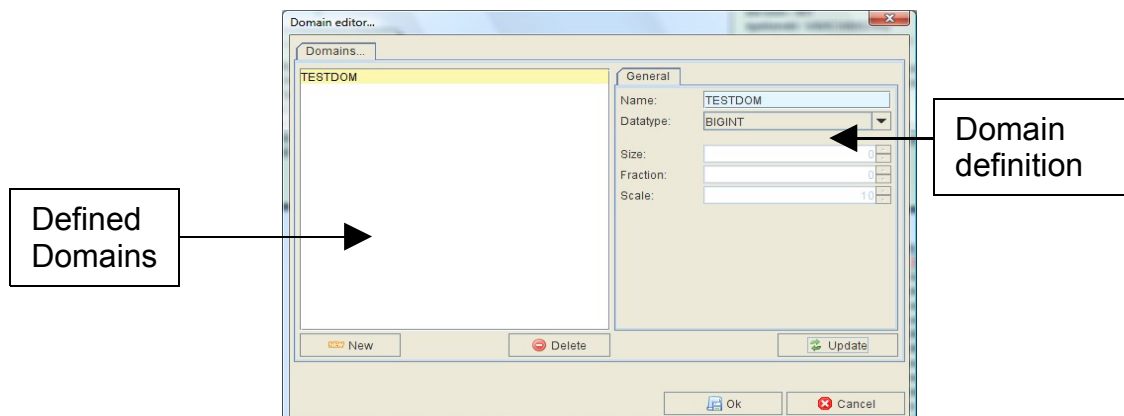 Domain editor...
Domains...
TESTDOM
General
Name: TESTDOM
Datatype: BIGINT
Size: 0
Fraction: 0
Scale: 10
New
Delete
Update
Ok
Cancel
Defined
Domains
Domain
definition